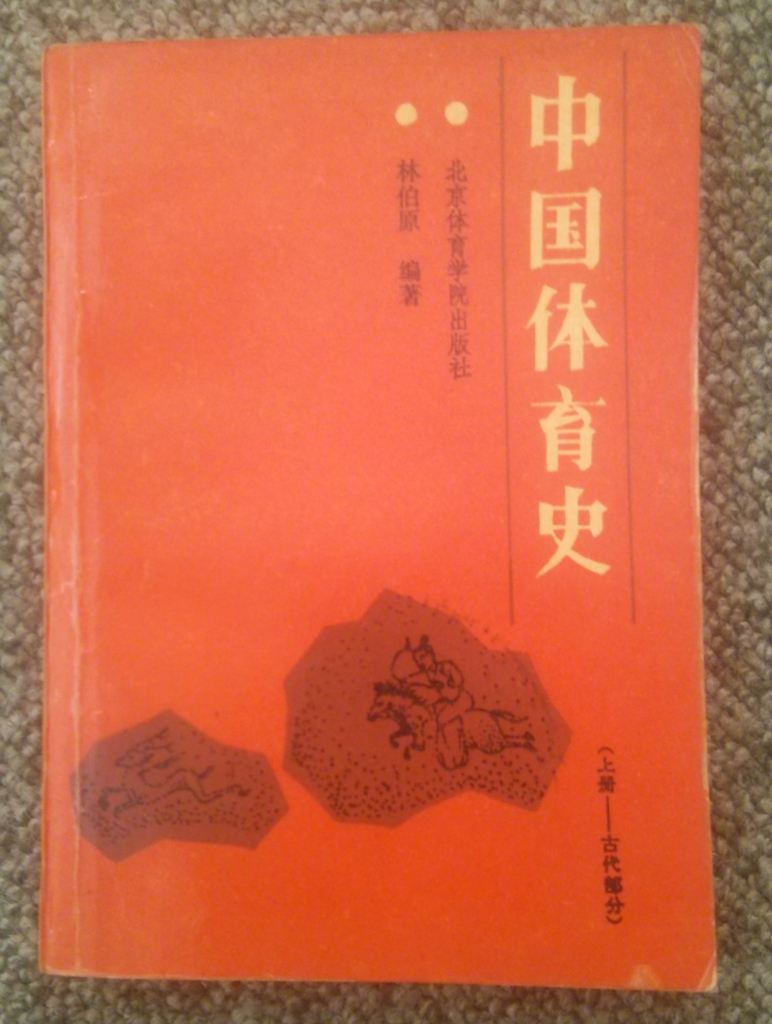 中国体育史
(上册——古代部分)
北京体育学院出版社
林伯原 编著